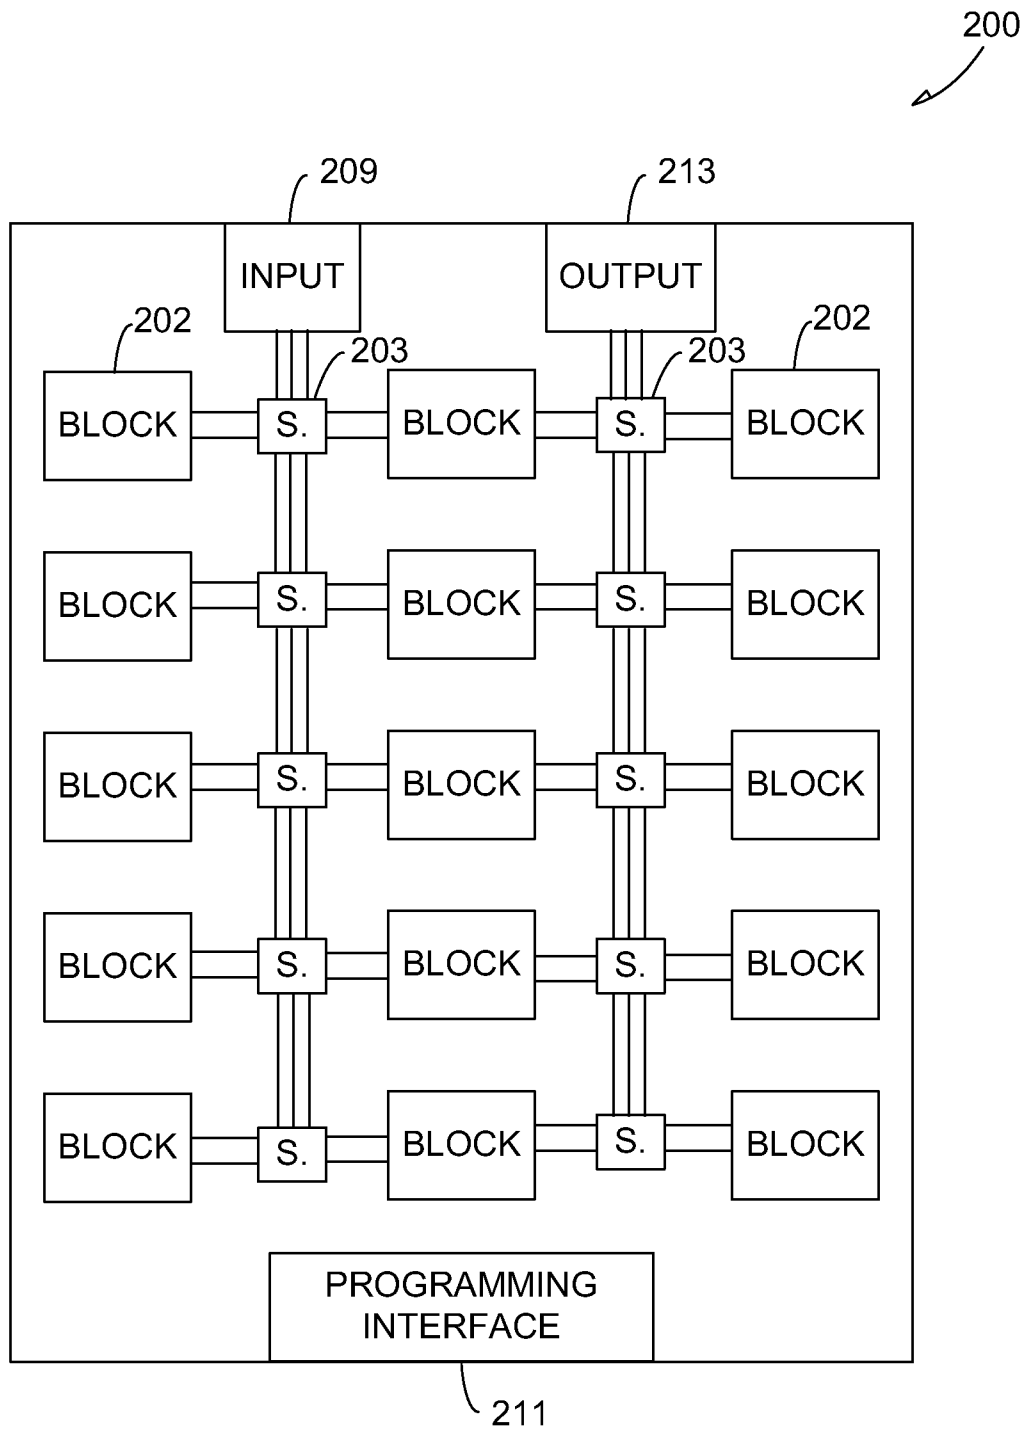 200
209
213
INPUT
OUTPUT
202
203
203
202
BLOCK
S.
BLOCK
S.
BLOCK
BLOCK
S.
BLOCK
S.
BLOCK
BLOCK
S.
BLOCK
S.
BLOCK
BLOCK
S.
BLOCK
S.
BLOCK
BLOCK
S.
BLOCK
S.
BLOCK
PROGRAMMING
INTERFACE
211